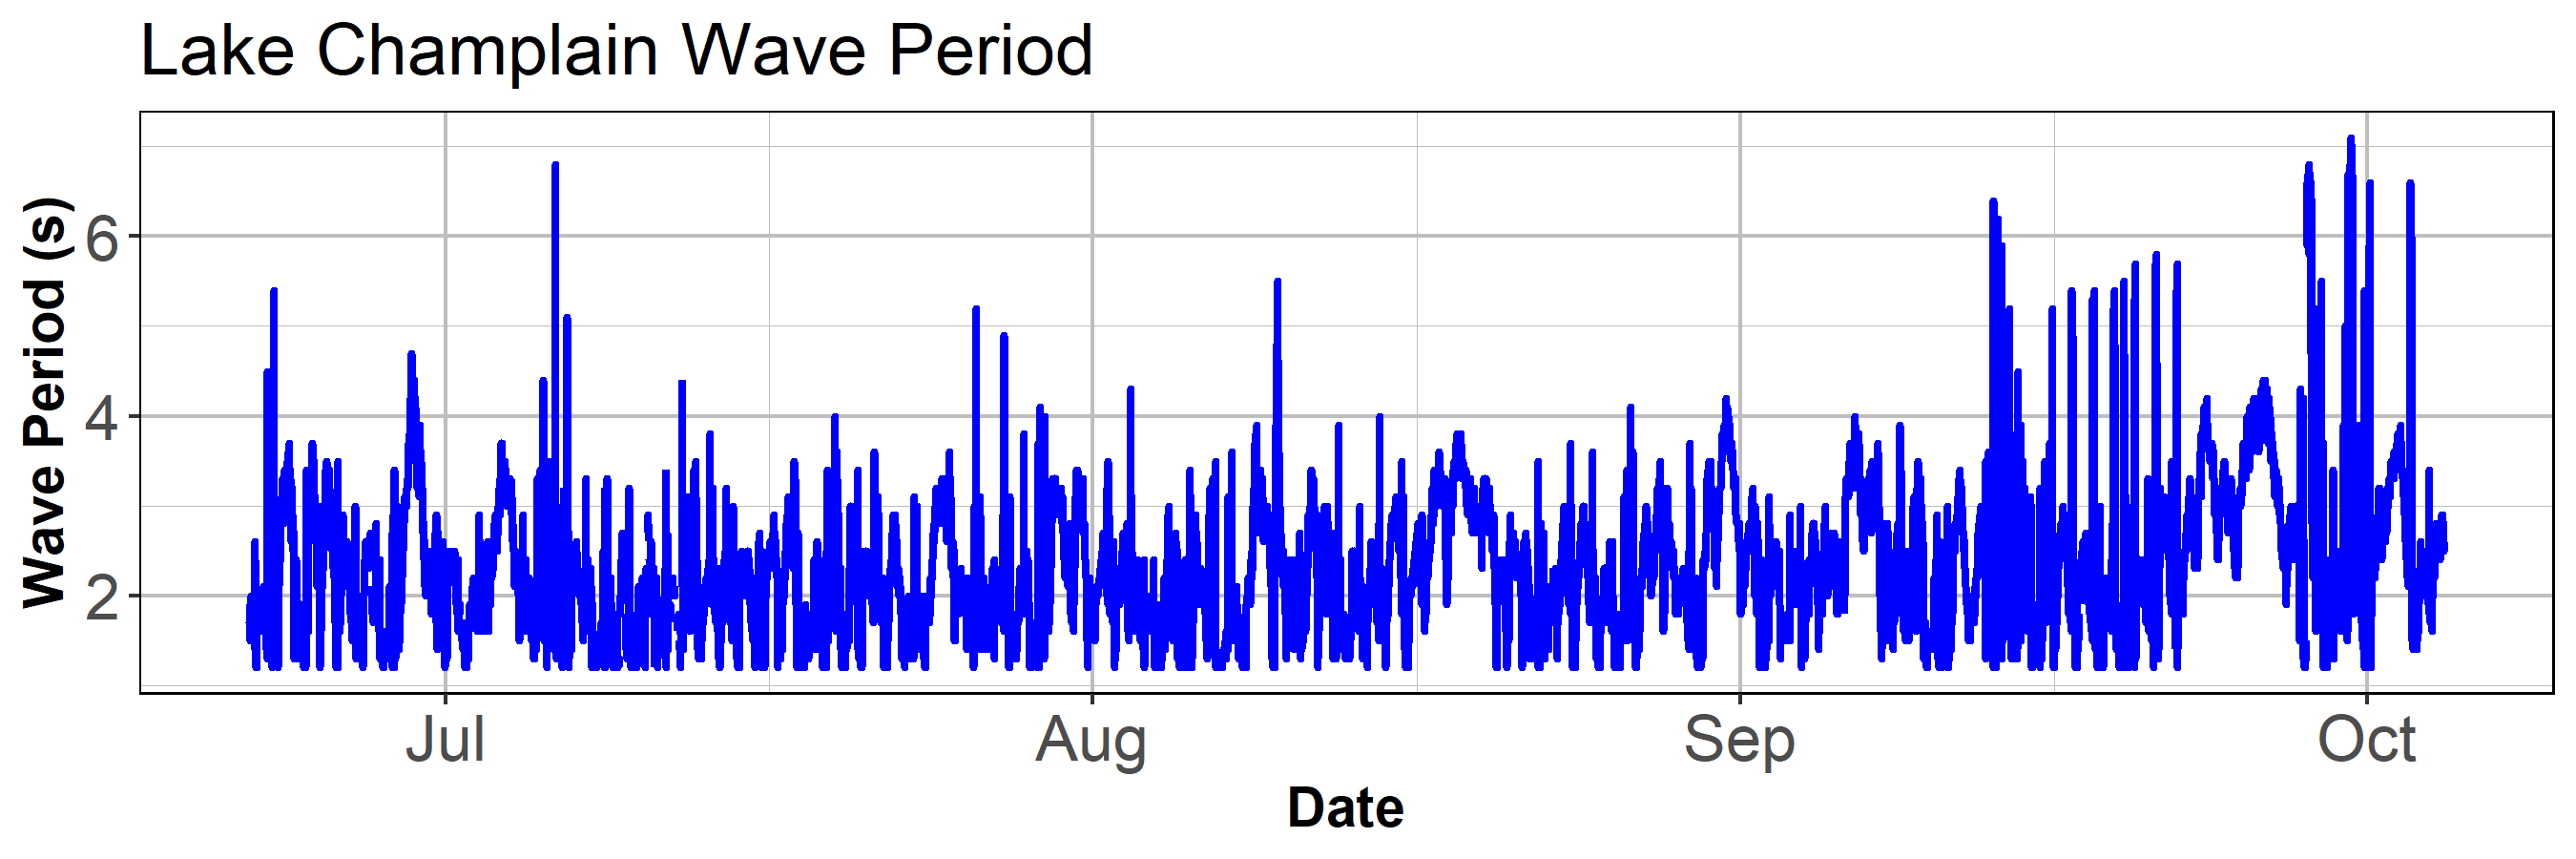 Lake Champlain Wave Period
Wave Period (s)
6
4
2
Jul Aug Sep Oct
Date